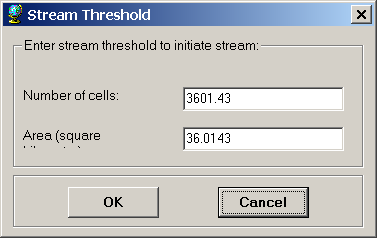 Stream Threshold
Enter stream threshold to initiate stream:
Number of cells:
3601.43
Area (square
36.0143
OK
Cancel